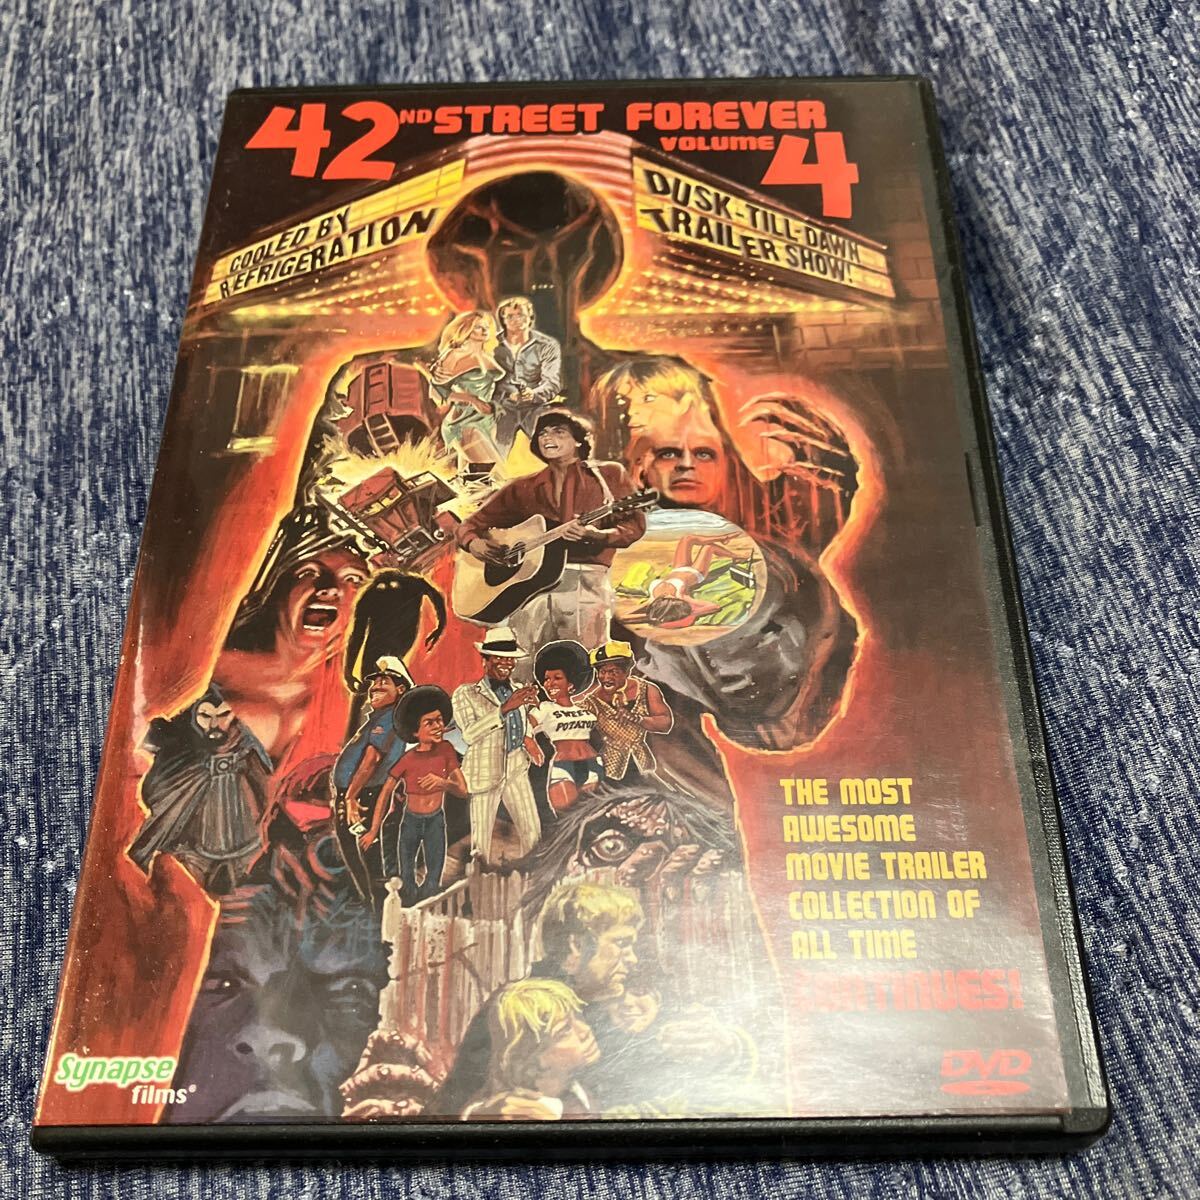 42ND STREET FOREVER
VOLUME 4
COOLED BY
REFRIGERATION
DUSK-TILL-DAWN
TRAILER SHOW!
SWEET
POTATOE
THE MOST
AWESOME
MOVIE TRAILER
COLLECTION OF
ALL TIME
CONTINUES!
Synapse
films®
DVD